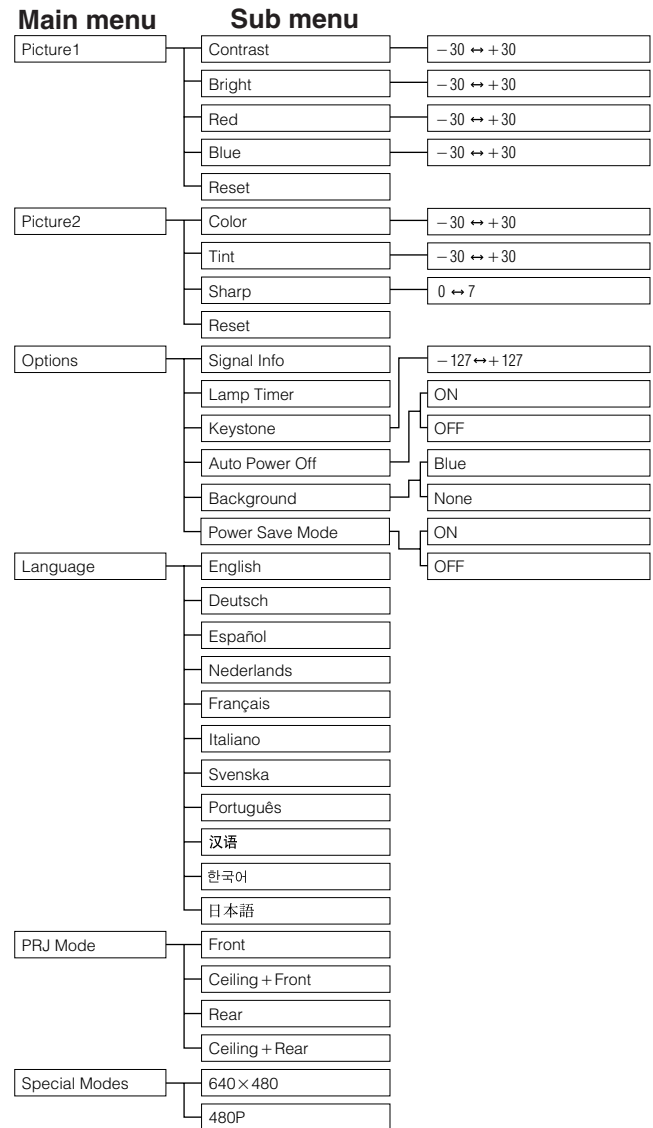 Main menu Sub menu
Picture1 Contrast −30 ↔ +30
Bright −30 ↔ +30
Red −30 ↔ +30
Blue −30 ↔ +30
Reset
Picture2 Color −30 ↔ +30
Tint −30 ↔ +30
Sharp 0 ↔ 7
Reset
Options Signal Info −127 ↔ +127
Lamp Timer ON
Keystone OFF
Auto Power Off Blue
Background None
Power Save Mode ON
Language English OFF
Deutsch
Español
Nederlands
Français
Italiano
Svenska
Português
汉语
한국어
日本語
PRJ Mode Front
Ceiling+Front
Rear
Ceiling+Rear
Special Modes 640×480
480P